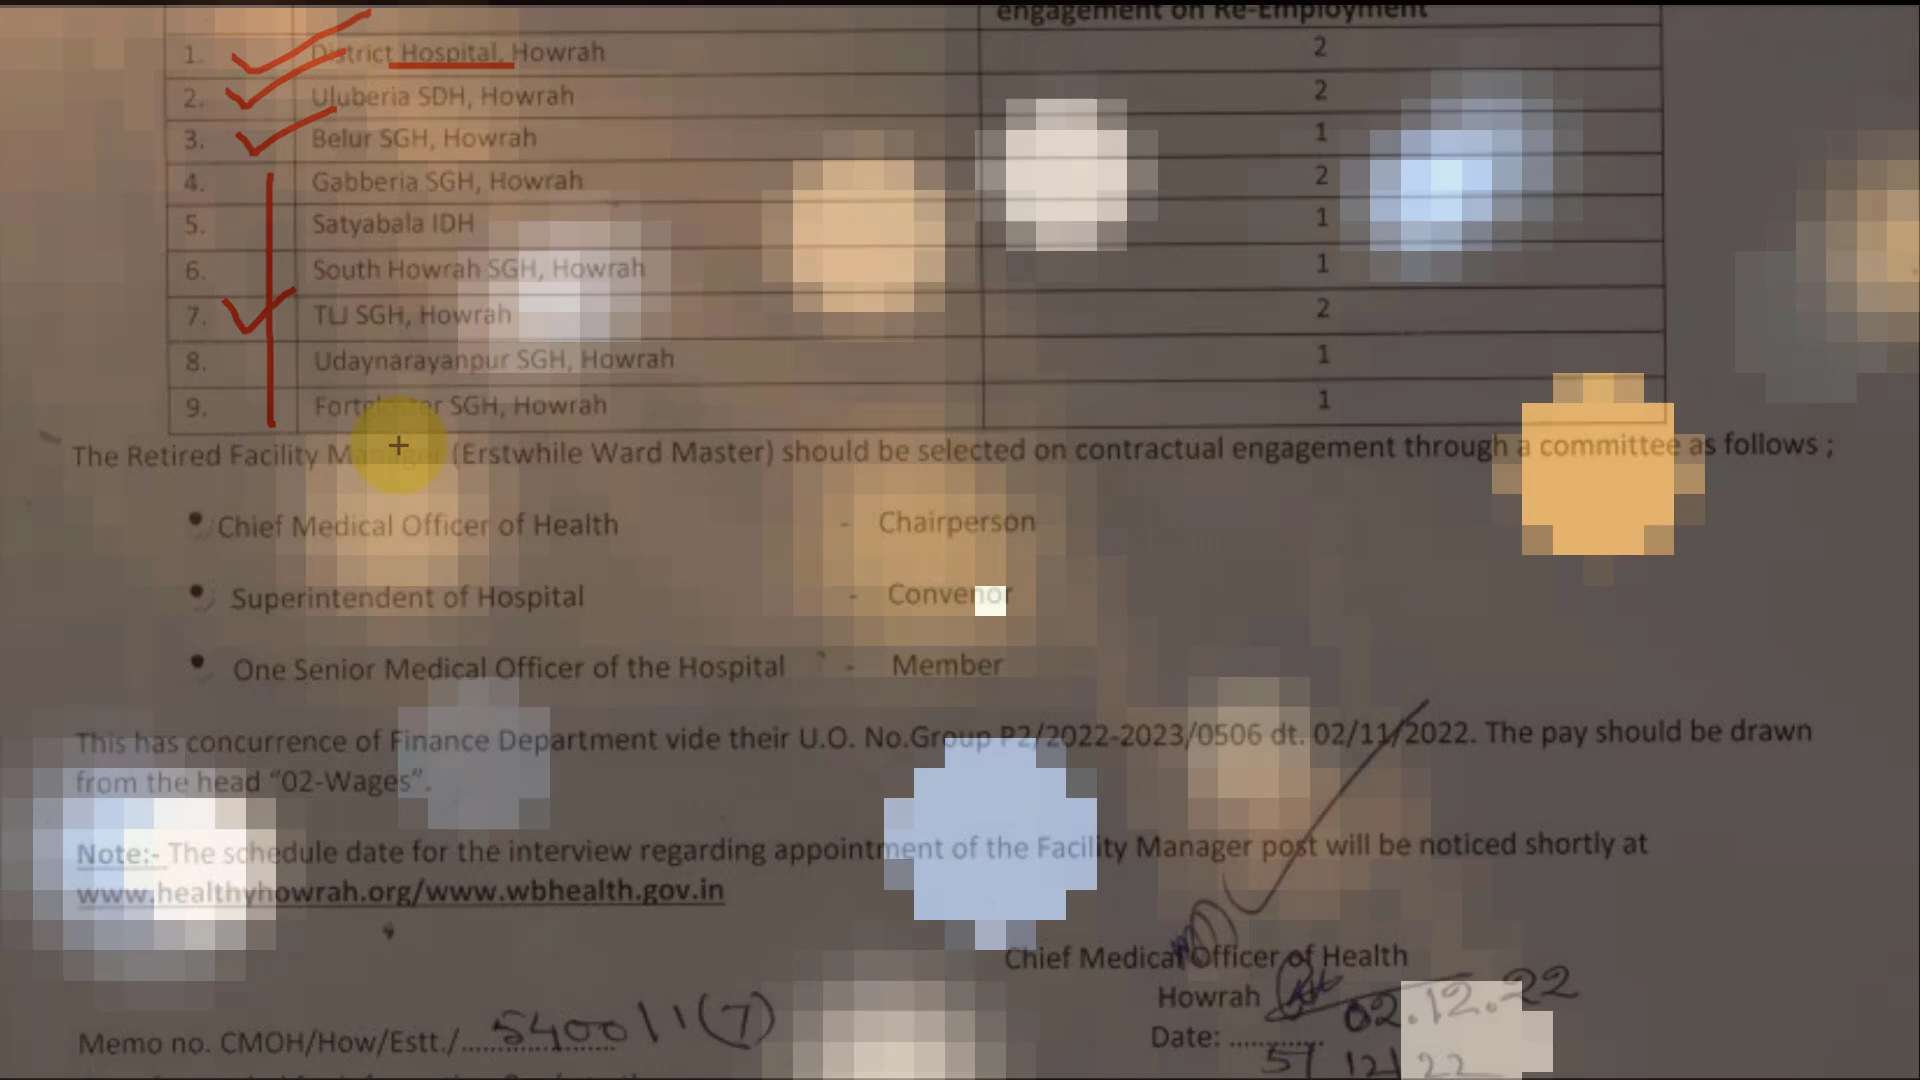 engagement on Re-Employment
1. District Hospital, Howrah 2
2. Uluberia SDH, Howrah 2
3. Belur SGH, Howrah 1
4. Gabberia SGH, Howrah 2
5. Satyabala IDH 1
6. South Howrah SGH, Howrah 1
7. TLJ SGH, Howrah 2
8. Udaynarayanpur SGH, Howrah 1
9. Fortgloster SGH, Howrah 1
The Retired Facility Manager (Erstwhile Ward Master) should be selected on contractual engagement through a committee as follows ;
• Chief Medical Officer of Health - Chairperson
• Superintendent of Hospital - Convenor
• One Senior Medical Officer of the Hospital - Member
This has concurrence of Finance Department vide their U.O. No.Group P2/2022-2023/0506 dt. 02/11/2022. The pay should be drawn
from the head “02-Wages”.
Note:- The schedule date for the interview regarding appointment of the Facility Manager post will be noticed shortly at
www.healthyhowrah.org/www.wbhealth.gov.in
Chief Medical Officer of Health
Howrah 02.12.22
Memo no. CMOH/How/Estt./ 5400/1(7) Date: ............
5/12/22